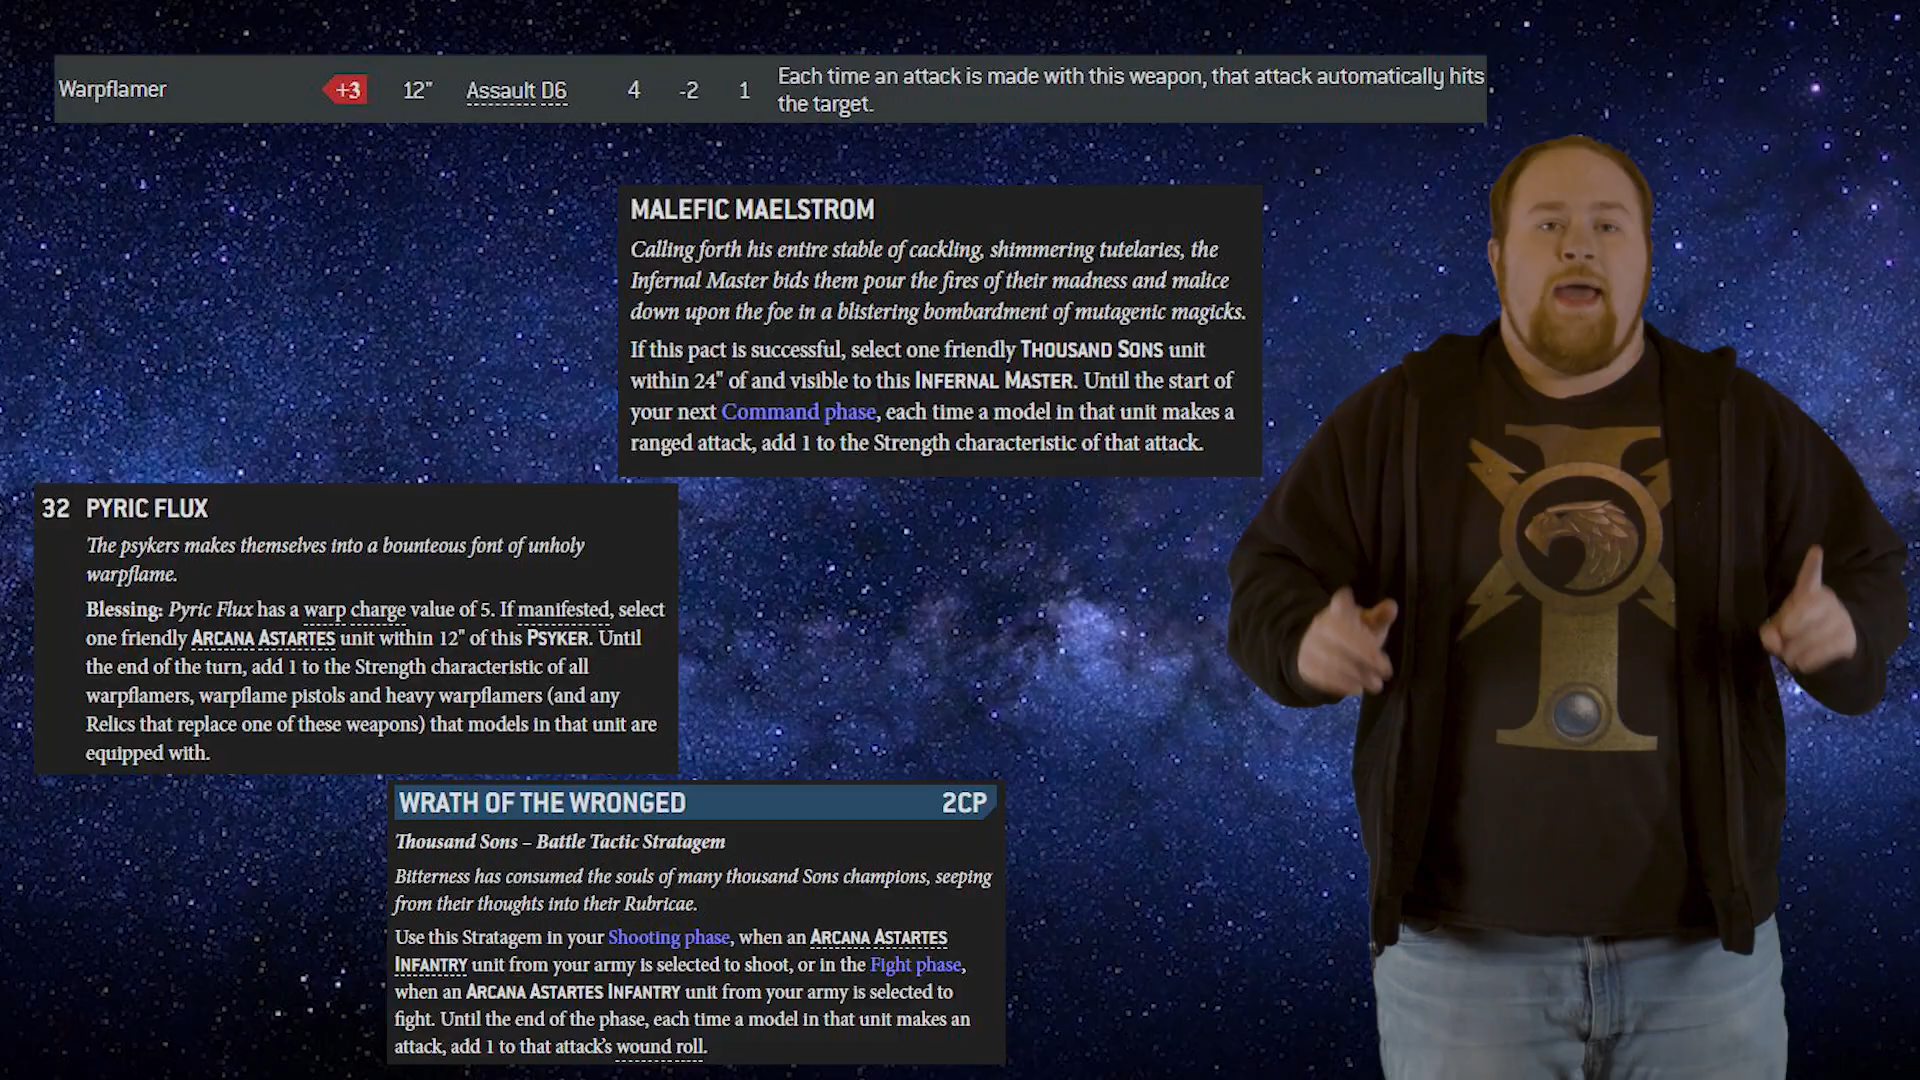 Warpflamer +3 12" Assault D6 4 -2 1 Each time an attack is made with this weapon, that attack automatically hits
the target.
MALEFIC MAELSTROM
Calling forth his entire stable of cackling, shimmering tutelaries, the
Infernal Master bids them pour the fires of their madness and malice
down upon the foe in a blistering bombardment of mutagenic magicks.
If this pact is successful, select one friendly THOUSAND SONS unit
within 24" of and visible to this INFERNAL MASTER. Until the start of
your next Command phase, each time a model in that unit makes a
ranged attack, add 1 to the Strength characteristic of that attack.
32 PYRIC FLUX
The psykers makes themselves into a bounteous font of unholy
warpflame.
Blessing: Pyric Flux has a warp charge value of 5. If manifested, select
one friendly ARCANA ASTARTES unit within 12" of this PSYKER. Until
the end of the turn, add 1 to the Strength characteristic of all
warpflamers, warpflame pistols and heavy warpflamers (and any
Relics that replace one of these weapons) that models in that unit are
equipped with.
WRATH OF THE WRONGED 2CP
Thousand Sons – Battle Tactic Stratagem
Bitterness has consumed the souls of many thousand Sons champions, seeping
from their thoughts into their Rubricae.
Use this Stratagem in your Shooting phase, when an ARCANA ASTARTES
INFANTRY unit from your army is selected to shoot, or in the Fight phase,
when an ARCANA ASTARTES INFANTRY unit from your army is selected to
fight. Until the end of the phase, each time a model in that unit makes an
attack, add 1 to that attack's wound roll.